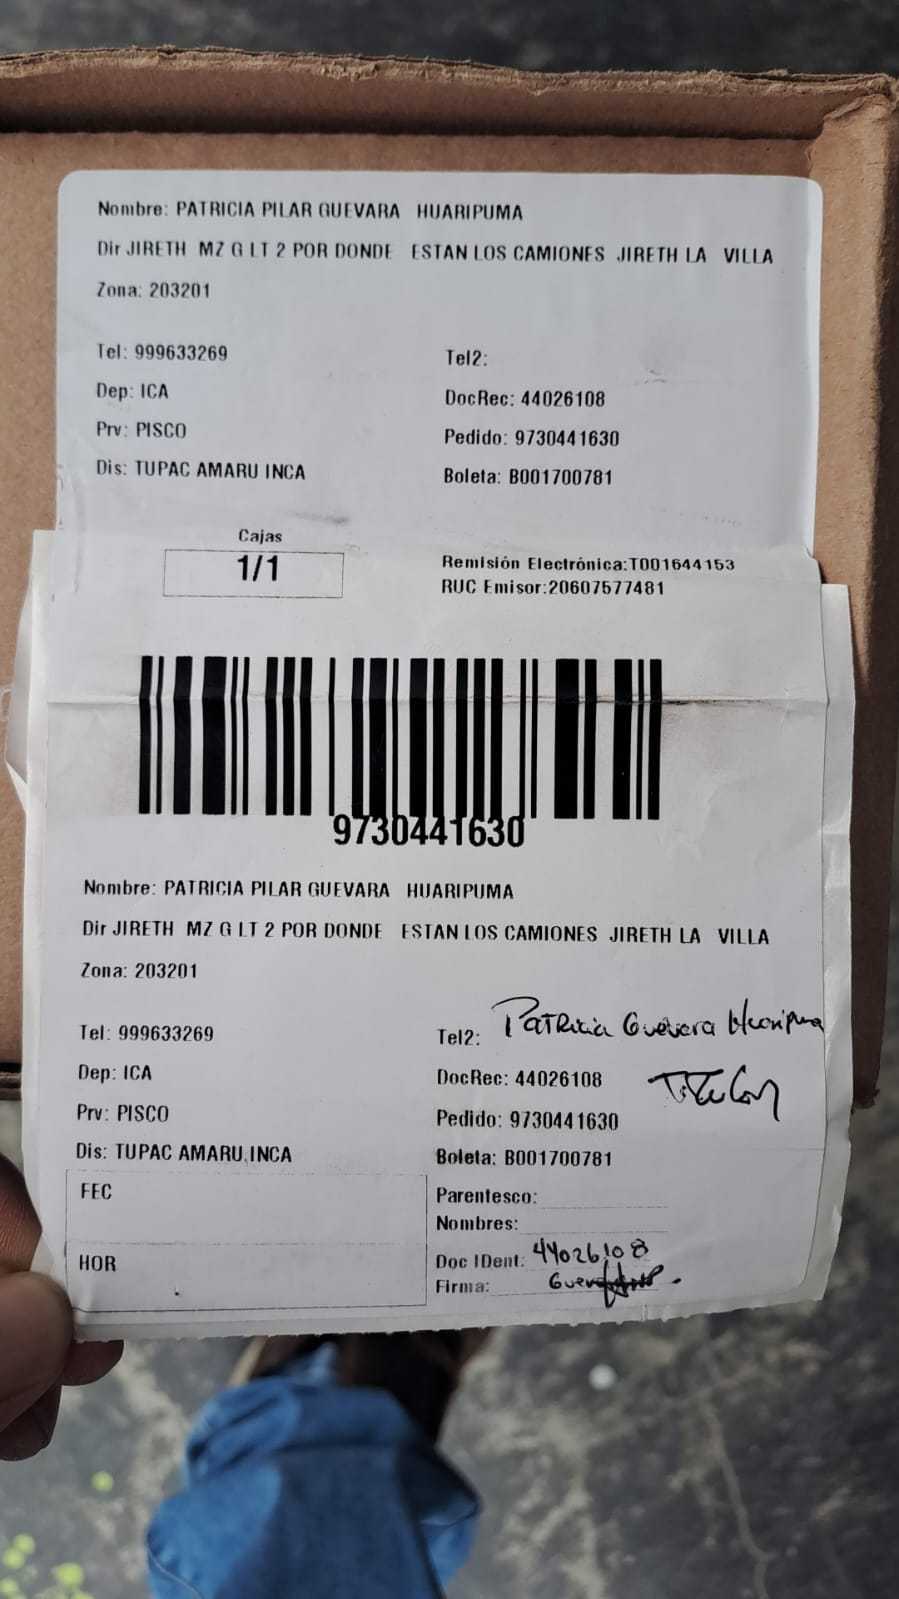 Nombre: PATRICIA PILAR GUEVARA HUARIPUMA
Dir JIRETH MZ G LT 2 POR DONDE ESTAN LOS CAMIONES JIRETH LA VILLA
Zona: 203201
Tel: 999633269 Tel2:
Dep: ICA DocRec: 44026108
Prv: PISCO Pedido: 9730441630
Dis: TUPAC AMARU INCA Boleta: B001700781
Cajas
1/1
Remisión Electrónica:T001644153
RUC Emisor:20607577481
9730441630
Nombre: PATRICIA PILAR GUEVARA HUARIPUMA
Dir JIRETH MZ G LT 2 POR DONDE ESTAN LOS CAMIONES JIRETH LA VILLA
Zona: 203201
Tel: 999633269 Tel2: Patricia Guevara Huaripuma
Dep: ICA DocRec: 44026108
Prv: PISCO Pedido: 9730441630
Dis: TUPAC AMARU INCA Boleta: B001700781
FEC
Parentesco:
Nombres:
HOR
Doc IDent: 44026108
Firma: